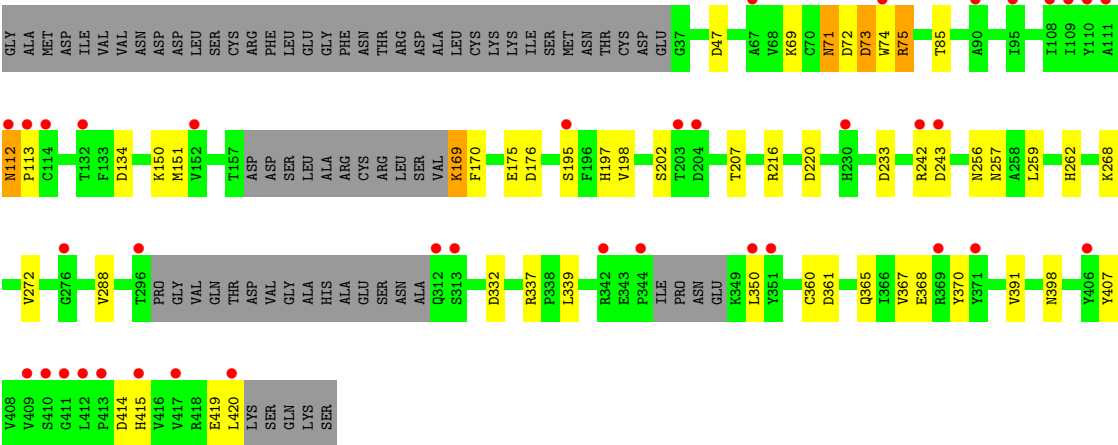 GLY ALA MET ASP ILE VAL VAL ASN ASP ASP LEU SER CYS ARG PHE LEU GLU GLY PHE ASN THR ARG ASP ALA LEU CYS LYS LYS ILE SER MET ASN THR CYS ASP GLU G37 D47 A67 V68 K69 C70 N71 D72 D73 W74 R75 T85 A90 I95 I108 I109 Y110 A111
N112 P113 C114 T132 F133 D134 K150 M151 V152 T157 ASP ASP SER LEU ALA ARG CYS ARG LEU SER VAL K169 F170 E175 D176 S195 F196 H197 V198 S202 T203 D204 T207 R216 D220 H230 D233 R242 D243 N256 N257 A258 L259 H262 K268
V272 G276 V288 T296 PRO GLY VAL GLN THR ASP VAL GLY ALA HIS ALA GLU SER ASN ALA Q312 S313 D332 R337 P338 L339 R342 E343 P344 ILE PRO ASN GLU K349 L350 Y351 C360 D361 Q365 I366 V367 E368 R369 Y370 Y371 V391 N398 Y406 Y407
V408 V409 S410 G411 L412 P413 D414 H415 V416 V417 R418 E419 L420 LYS SER GLN LYS SER